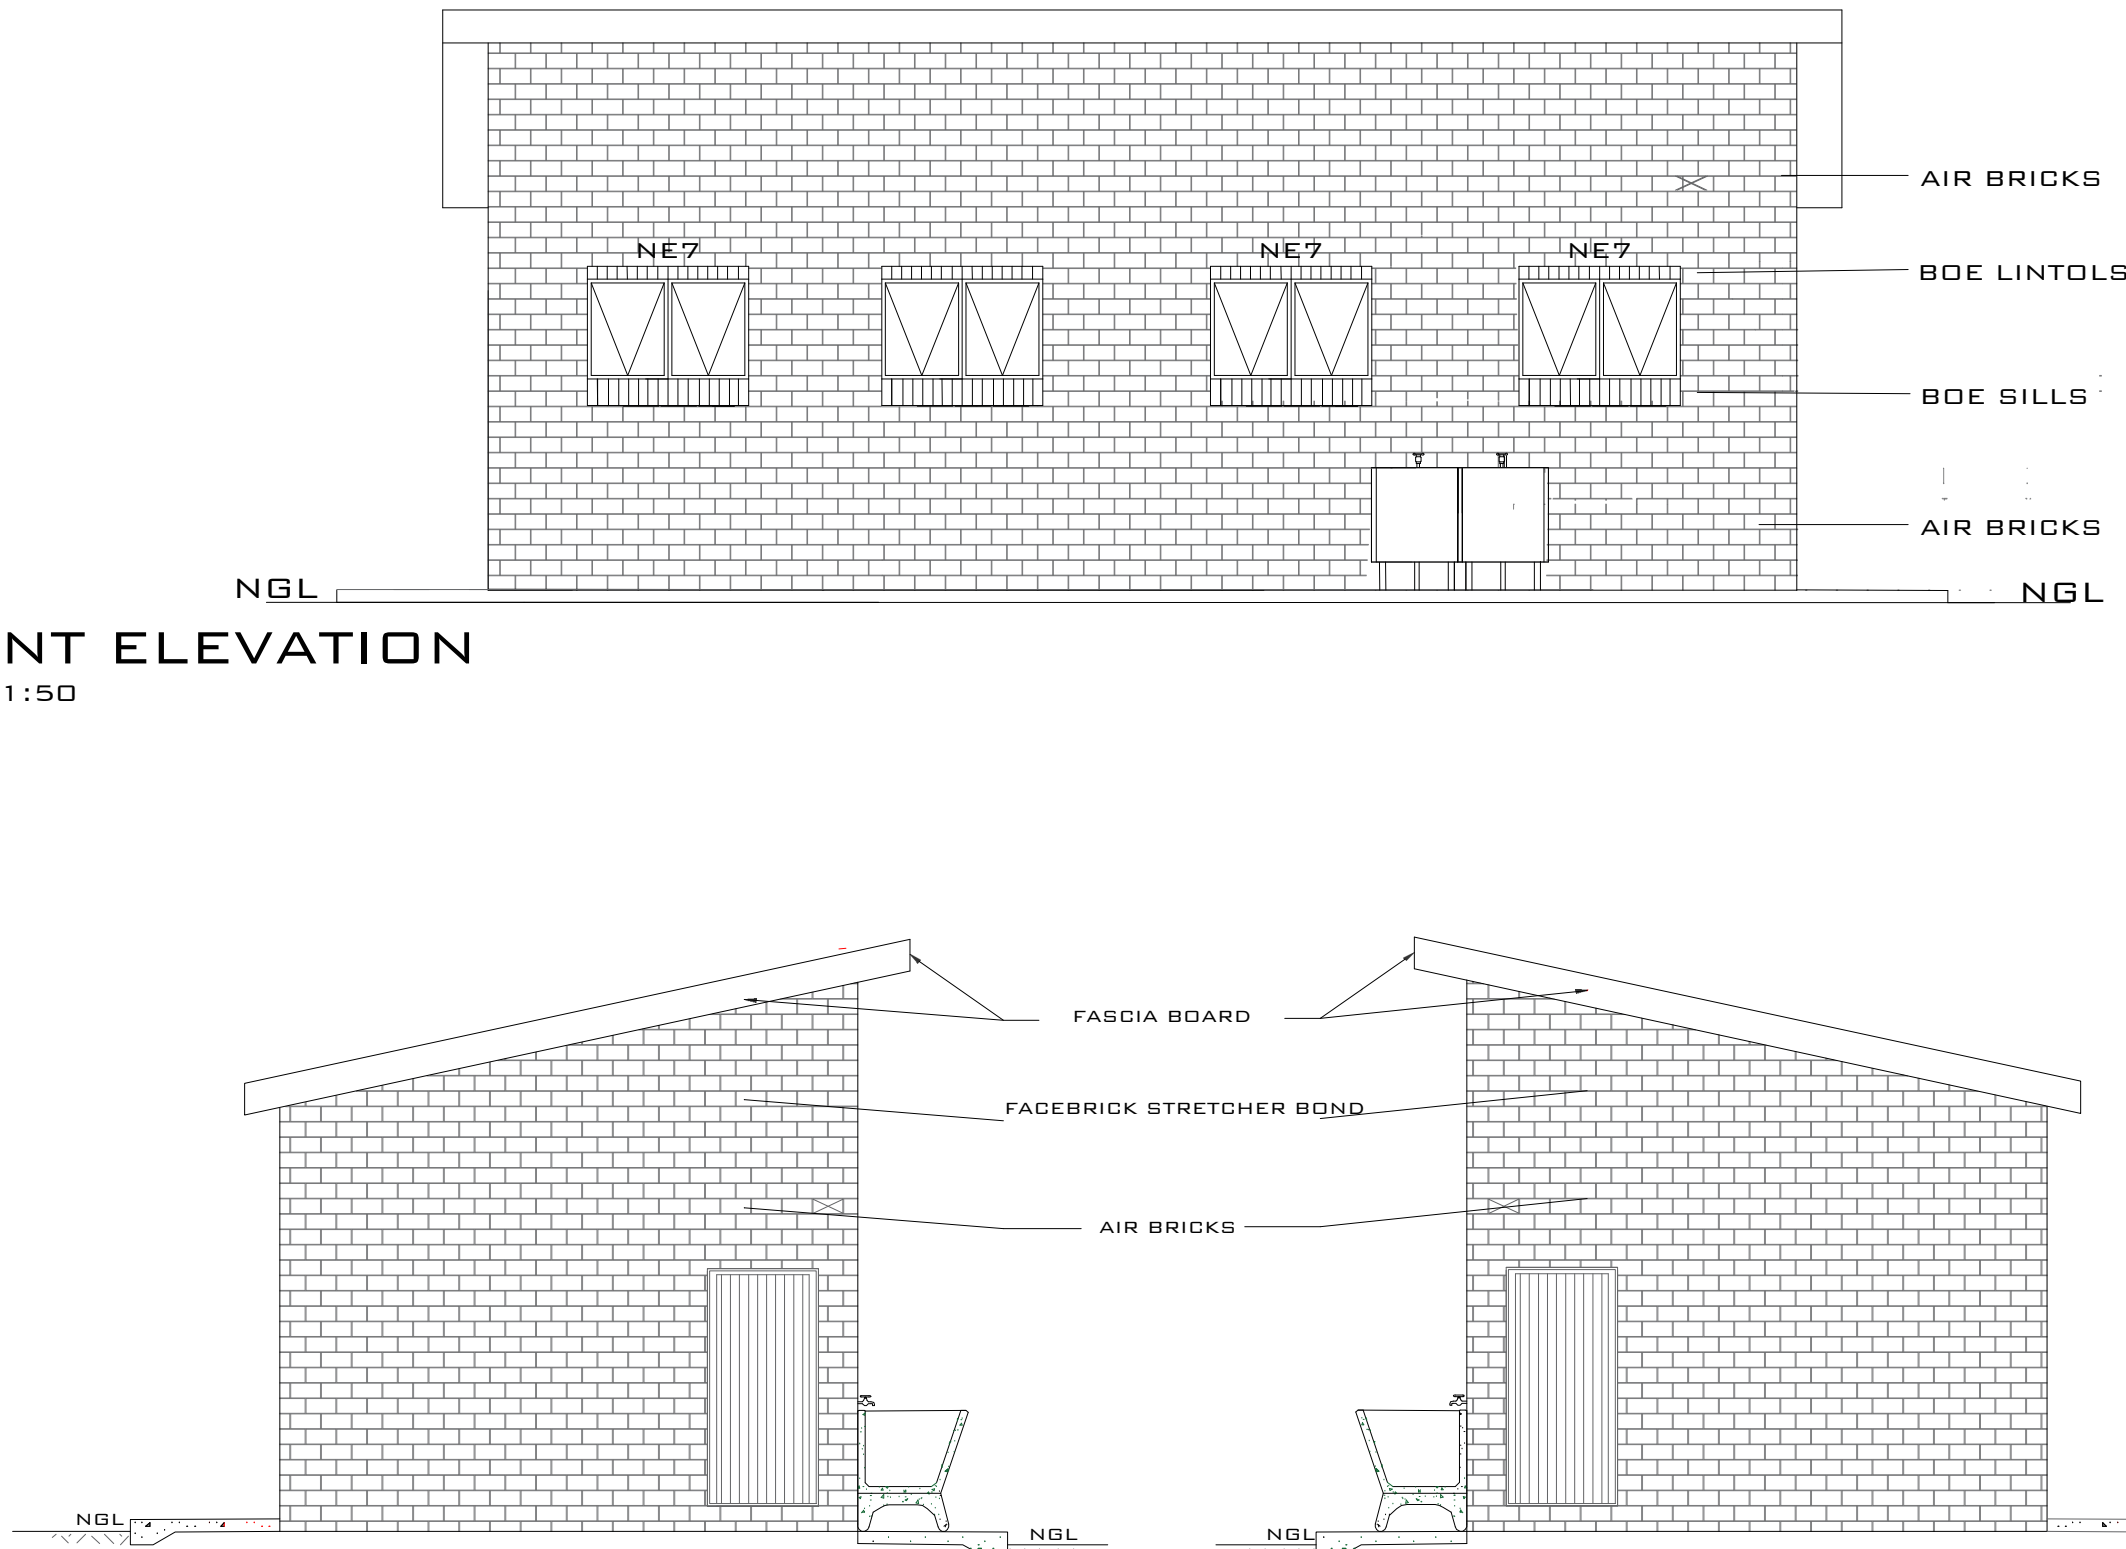 AIR BRICKS
NE7 NE7 NE7
BOE LINTOLS
BOE SILLS
AIR BRICKS
NGL NGL
NT ELEVATION
1:50
FASCIA BOARD
FACEBRICK STRETCHER BOND
AIR BRICKS
NGL NGL NGL